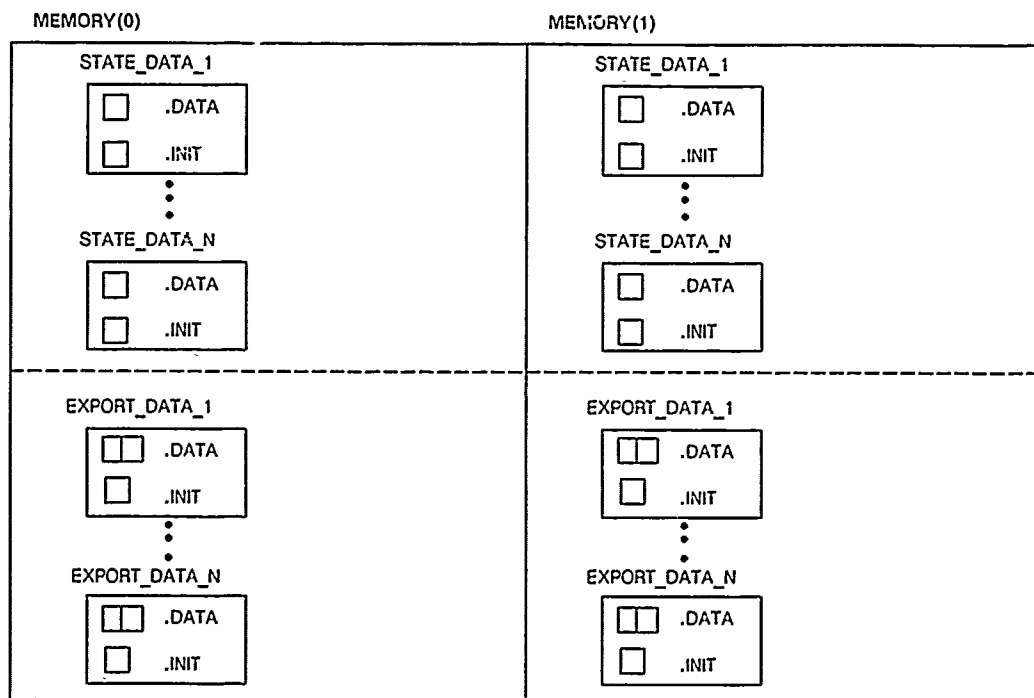 MEMORY(0)
MEMORY(1)
STATE_DATA_1
.DATA
.INIT
STATE_DATA_N
.DATA
.INIT
STATE_DATA_1
.DATA
.INIT
STATE_DATA_N
.DATA
.INIT
EXPORT_DATA_1
.DATA
.INIT
EXPORT_DATA_N
.DATA
.INIT
EXPORT_DATA_1
.DATA
.INIT
EXPORT_DATA_N
.DATA
.INIT